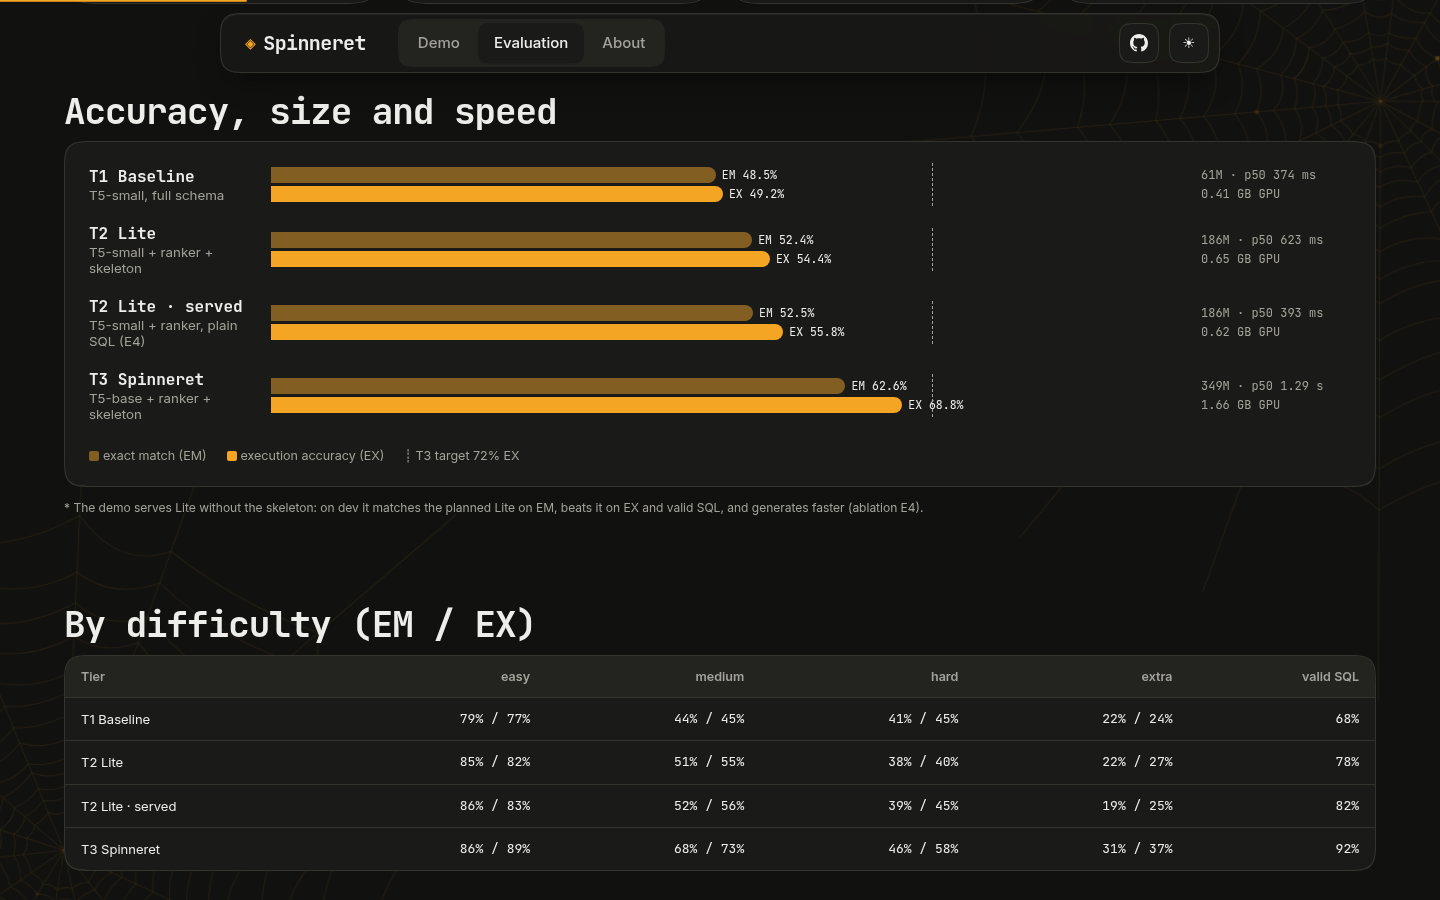 ◈ Spinneret Demo Evaluation About
Accuracy, size and speed
T1 Baseline
T5-small, full schema
EM 48.5%
EX 49.2%
61M · p50 374 ms
0.41 GB GPU
T2 Lite
T5-small + ranker +
skeleton
EM 52.4%
EX 54.4%
186M · p50 623 ms
0.65 GB GPU
T2 Lite · served
T5-small + ranker, plain
SQL (E4)
EM 52.5%
EX 55.8%
186M · p50 393 ms
0.62 GB GPU
T3 Spinneret
T5-base + ranker +
skeleton
EM 62.6%
EX 68.8%
349M · p50 1.29 s
1.66 GB GPU
exact match (EM) execution accuracy (EX) T3 target 72% EX
* The demo serves Lite without the skeleton: on dev it matches the planned Lite on EM, beats it on EX and valid SQL, and generates faster (ablation E4).
By difficulty (EM / EX)
Tier easy medium hard extra valid SQL
T1 Baseline 79% / 77% 44% / 45% 41% / 45% 22% / 24% 68%
T2 Lite 85% / 82% 51% / 55% 38% / 40% 22% / 27% 78%
T2 Lite · served 86% / 83% 52% / 56% 39% / 45% 19% / 25% 82%
T3 Spinneret 86% / 89% 68% / 73% 46% / 58% 31% / 37% 92%